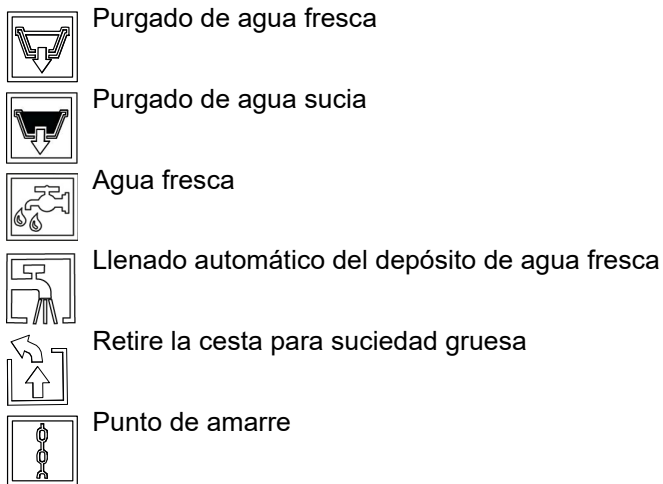 Purgado de agua fresca
Purgado de agua sucia
Agua fresca
Llenado automático del depósito de agua fresca
Retire la cesta para suciedad gruesa
Punto de amarre